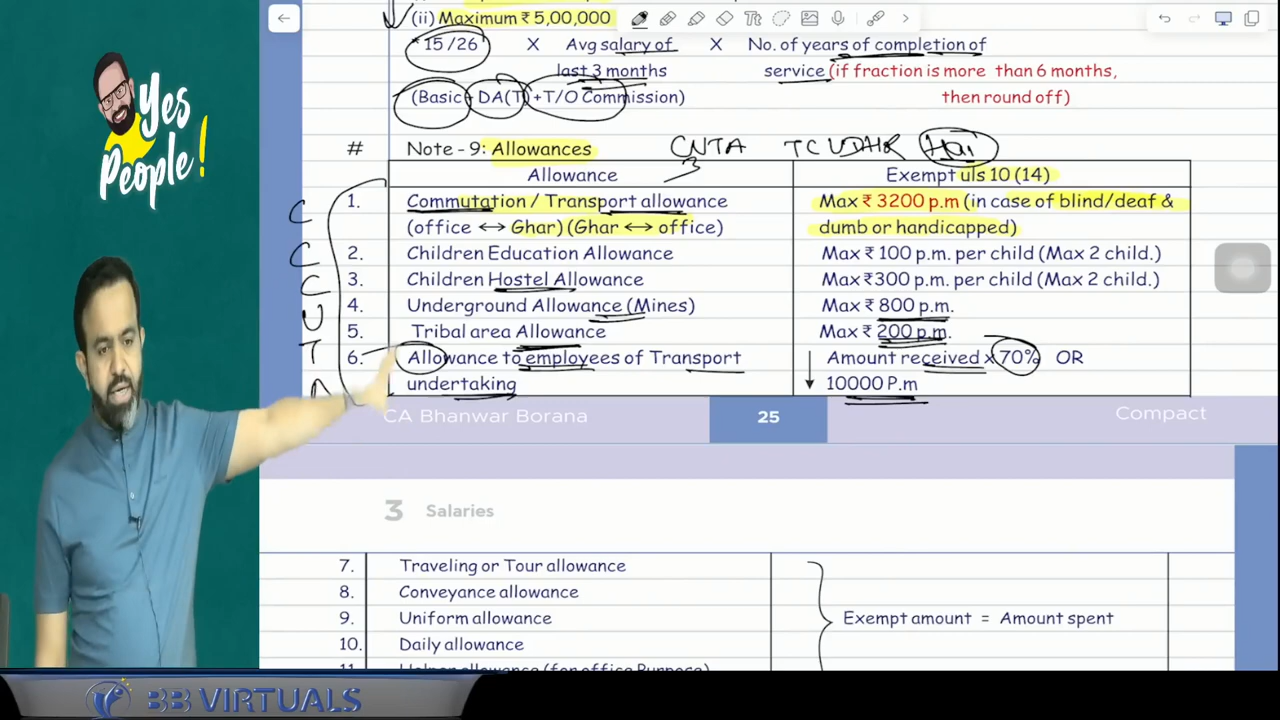 (ii) Maximum ₹ 5,00,000
* 15/26 X Avg salary of X No. of years of completion of
last 3 months service (if fraction is more than 6 months,
(Basic + DA(T) + T/O Commission) then round off)
# Note - 9: Allowances
Allowance Exempt uls 10 (14)
1. Commutation / Transport allowance Max ₹ 3200 p.m (in case of blind/deaf &
(office ↔ Ghar) (Ghar ↔ office) dumb or handicapped)
2. Children Education Allowance Max ₹ 100 p.m. per child (Max 2 child.)
3. Children Hostel Allowance Max ₹300 p.m. per child (Max 2 child.)
4. Underground Allowance (Mines) Max ₹ 800 p.m.
5. Tribal area Allowance Max ₹ 200 p.m.
6. Allowance to employees of Transport Amount received x 70% OR
undertaking 10000 P.m
C
C
C
U
T
A
CA Bhanwar Borana 25 Compact
3 Salaries
7. Traveling or Tour allowance
8. Conveyance allowance
9. Uniform allowance Exempt amount = Amount spent
10. Daily allowance
11. Helper allowance (for office Purpose)
Yes
People!
BB VIRTUALS